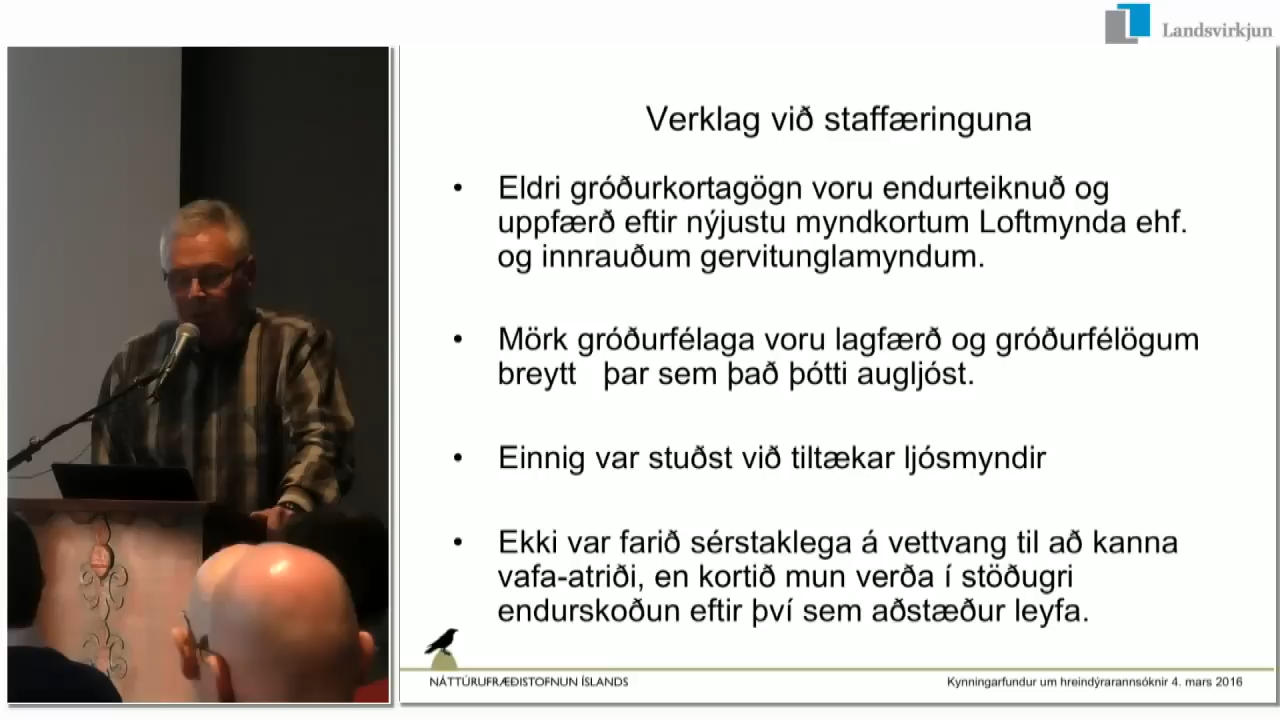 Landsvirkjun
Verklag við staffæringuna
• Eldri gróðurkortagögn voru endurteiknuð og
uppfærð eftir nýjustu myndkortum Loftmynda ehf.
og innrauðum gervitunglamyndum.
• Mörk gróðurfélaga voru lagfærð og gróðurfélögum
breytt þar sem það þótti augljóst.
• Einnig var stuðst við tiltækar ljósmyndir
• Ekki var farið sérstaklega á vettvang til að kanna
vafa-atriði, en kortið mun verða í stöðugri
endurskoðun eftir því sem aðstæður leyfa.
NÁTTÚRUFRÆÐISTOFNUN ÍSLANDS
Kynningarfundur um hreindýrarannsóknir 4. mars 2016